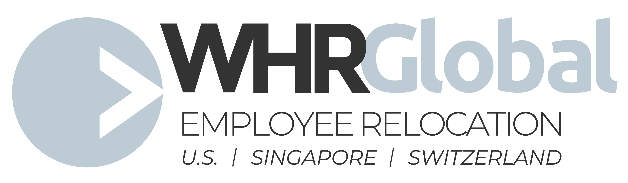 WHRGlobal
EMPLOYEE RELOCATION
U.S. | SINGAPORE | SWITZERLAND